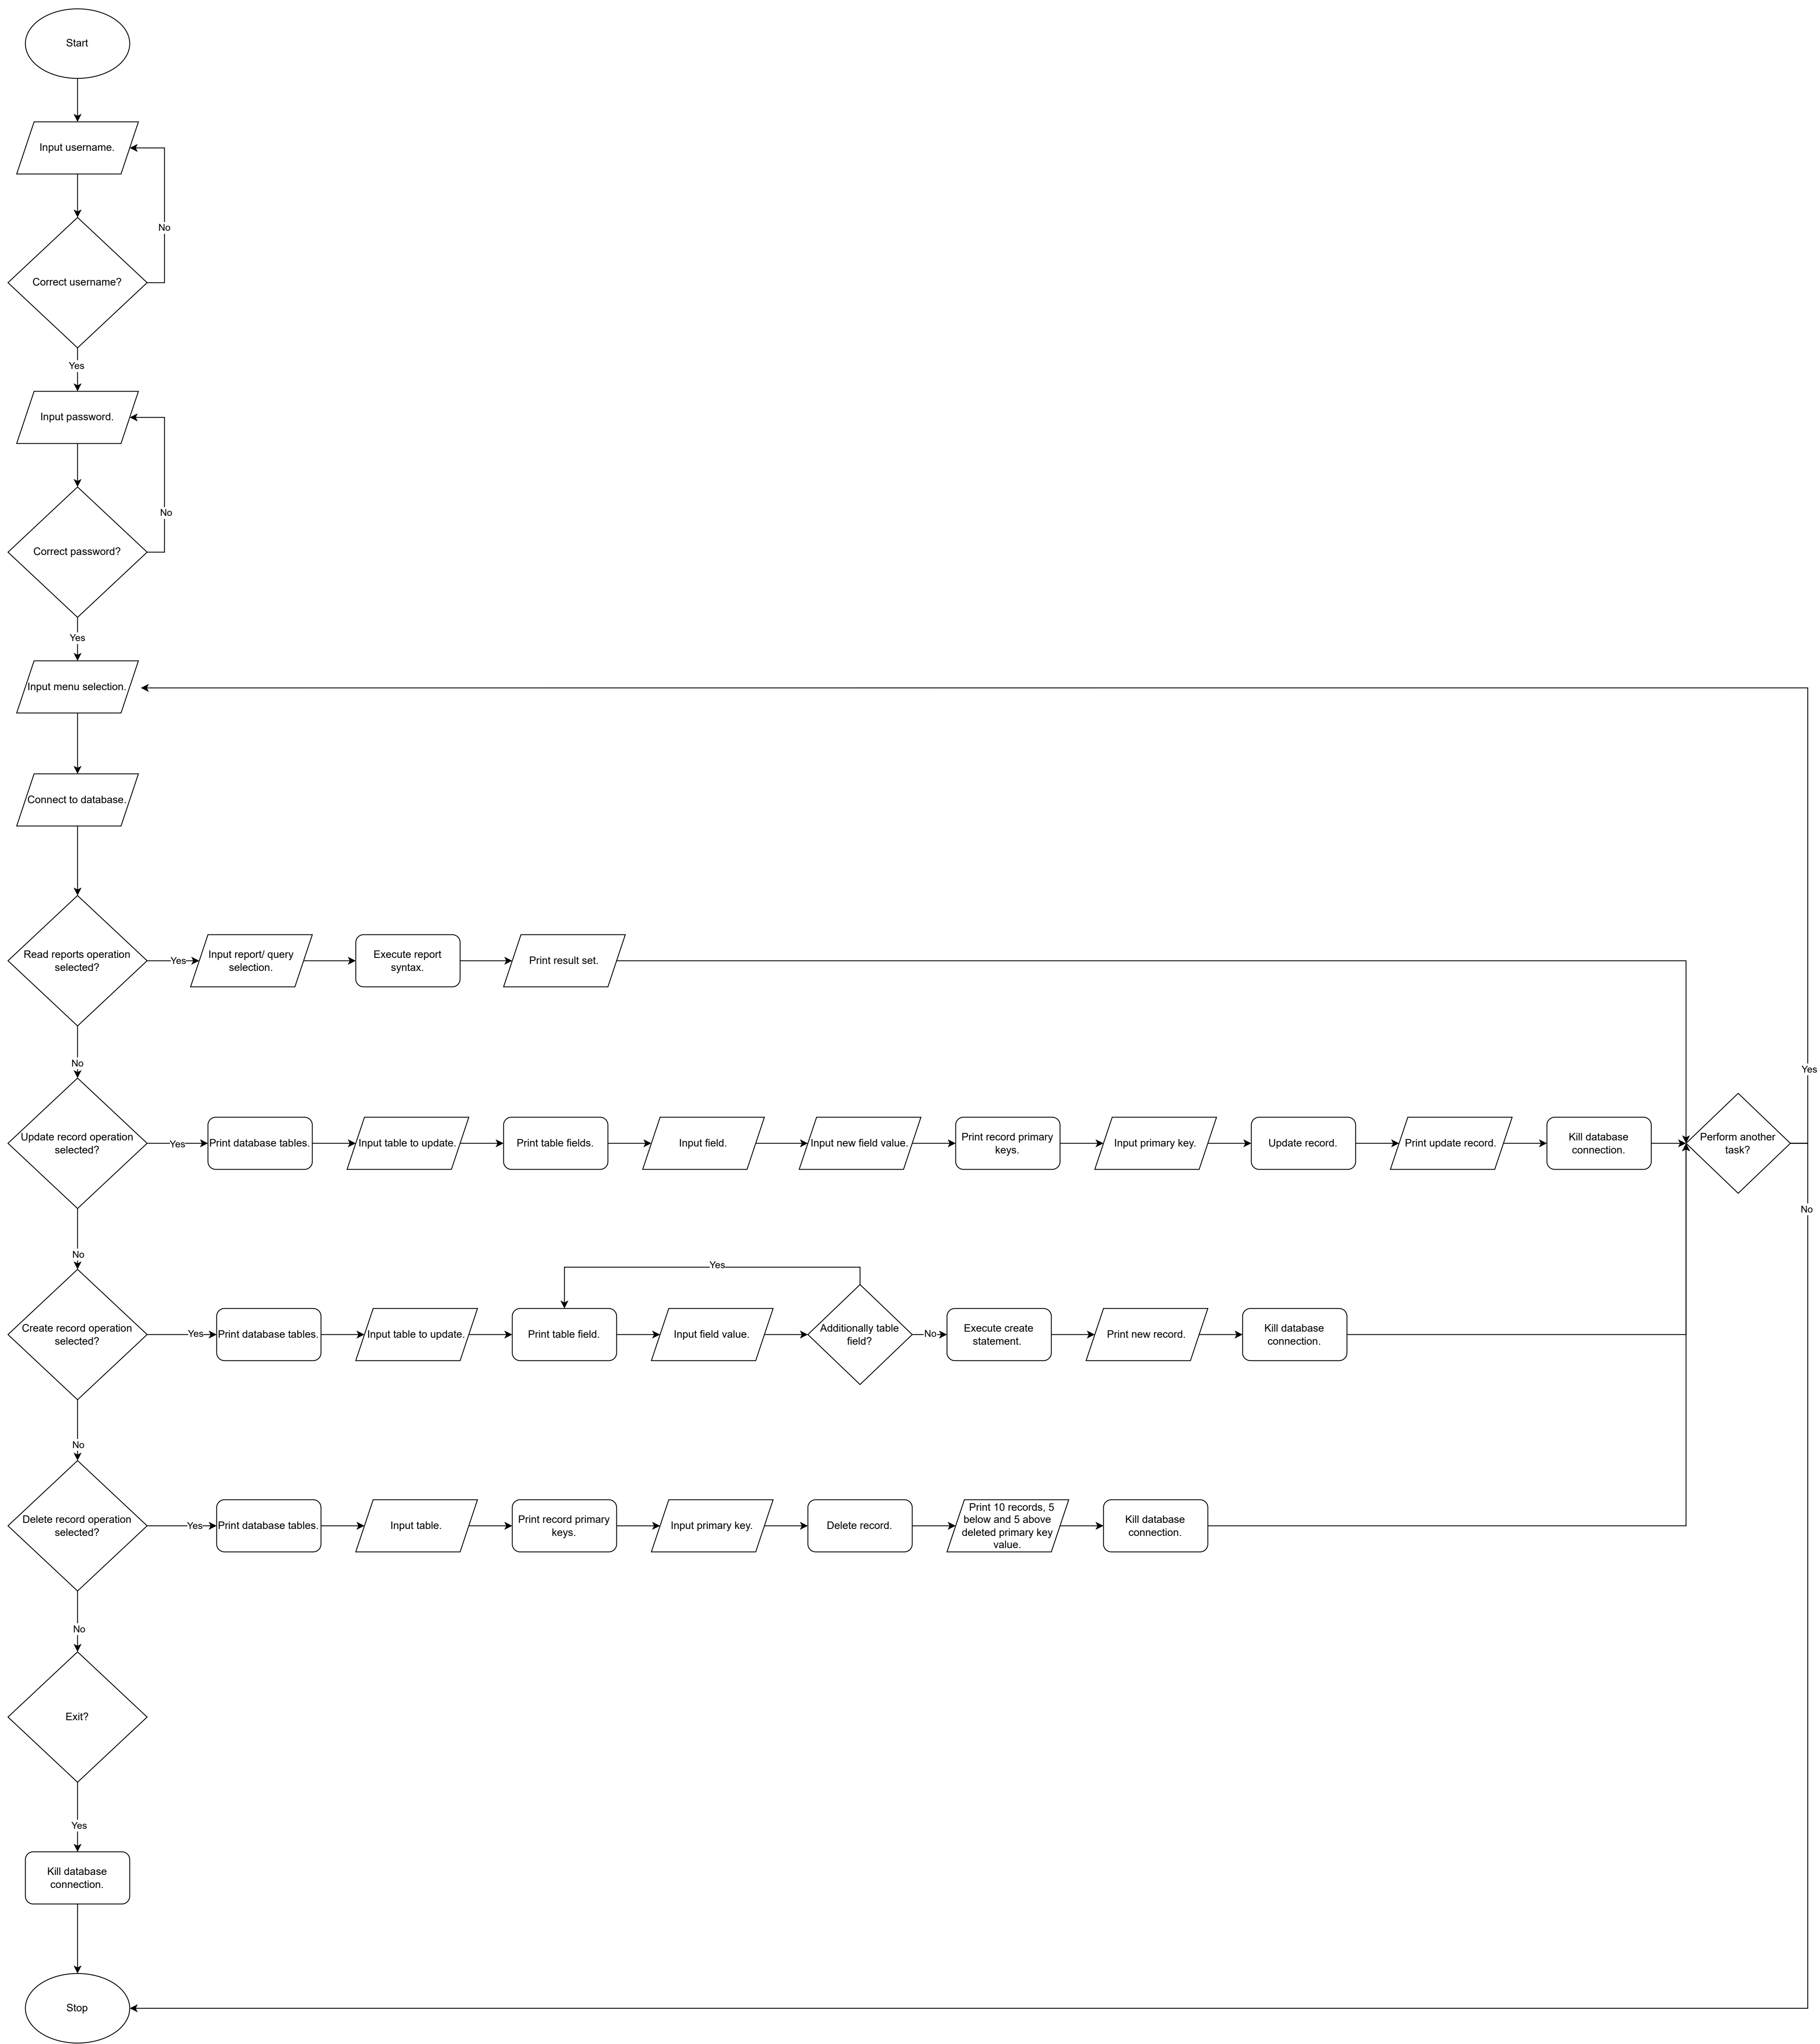 Start
Input username.
No
Correct username?
Yes
Input password.
No
Correct password?
Yes
Input menu selection.
Connect to database.
Read reports operation
selected?
Yes
Input report/ query
selection.
Execute report
syntax.
Print result set.
No
Yes
Update record operation
selected?
Yes
Print database tables.
Input table to update.
Print table fields.
Input field.
Input new field value.
Print record primary
keys.
Input primary key.
Update record.
Print update record.
Kill database
connection.
Perform another
task?
No
No
Yes
Create record operation
selected?
Yes
Print database tables.
Input table to update.
Print table field.
Input field value.
Additionally table
field?
No
Execute create
statement.
Print new record.
Kill database
connection.
No
Delete record operation
selected?
Yes
Print database tables.
Input table.
Print record primary
keys.
Input primary key.
Delete record.
Print 10 records, 5
below and 5 above
deleted primary key
value.
Kill database
connection.
No
Exit?
Yes
Kill database
connection.
Stop